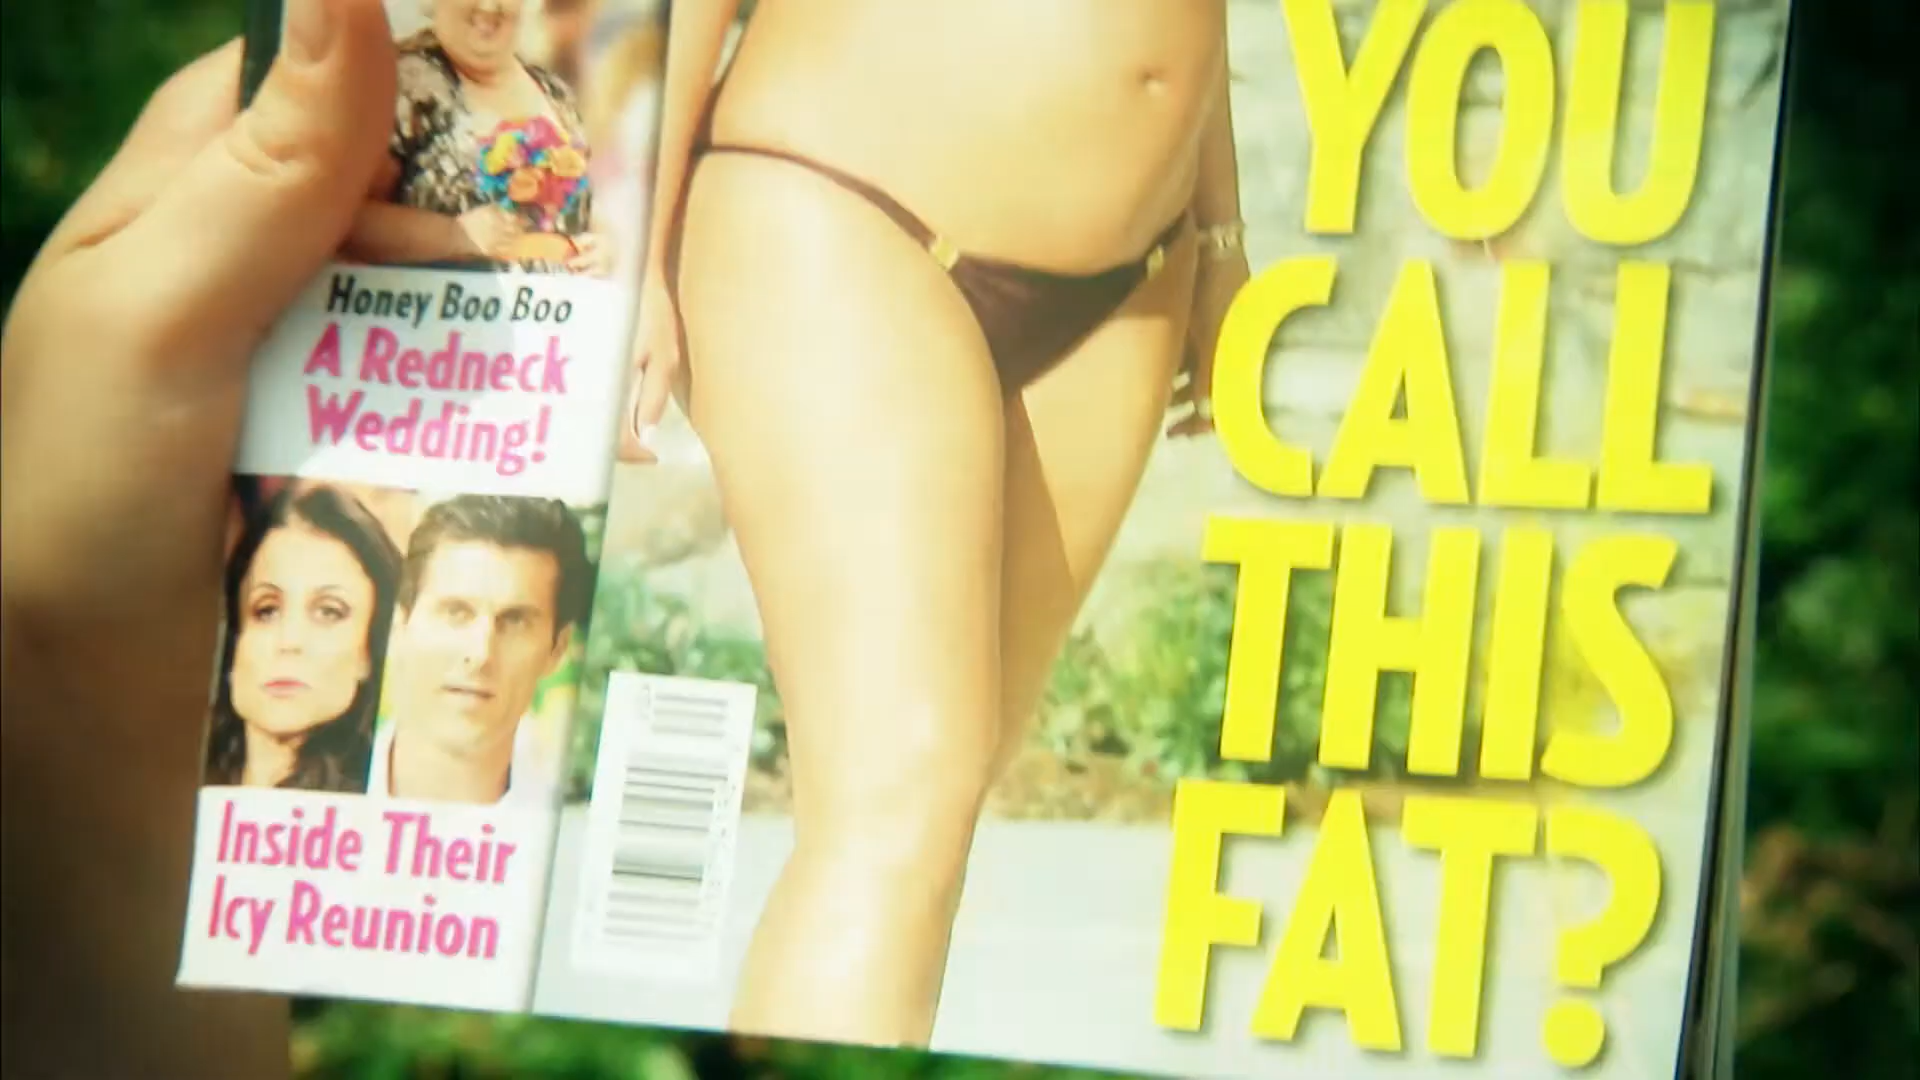 Honey Boo Boo
A Redneck
Wedding!
Inside Their
Icy Reunion
YOU
CALL
THIS
FAT?